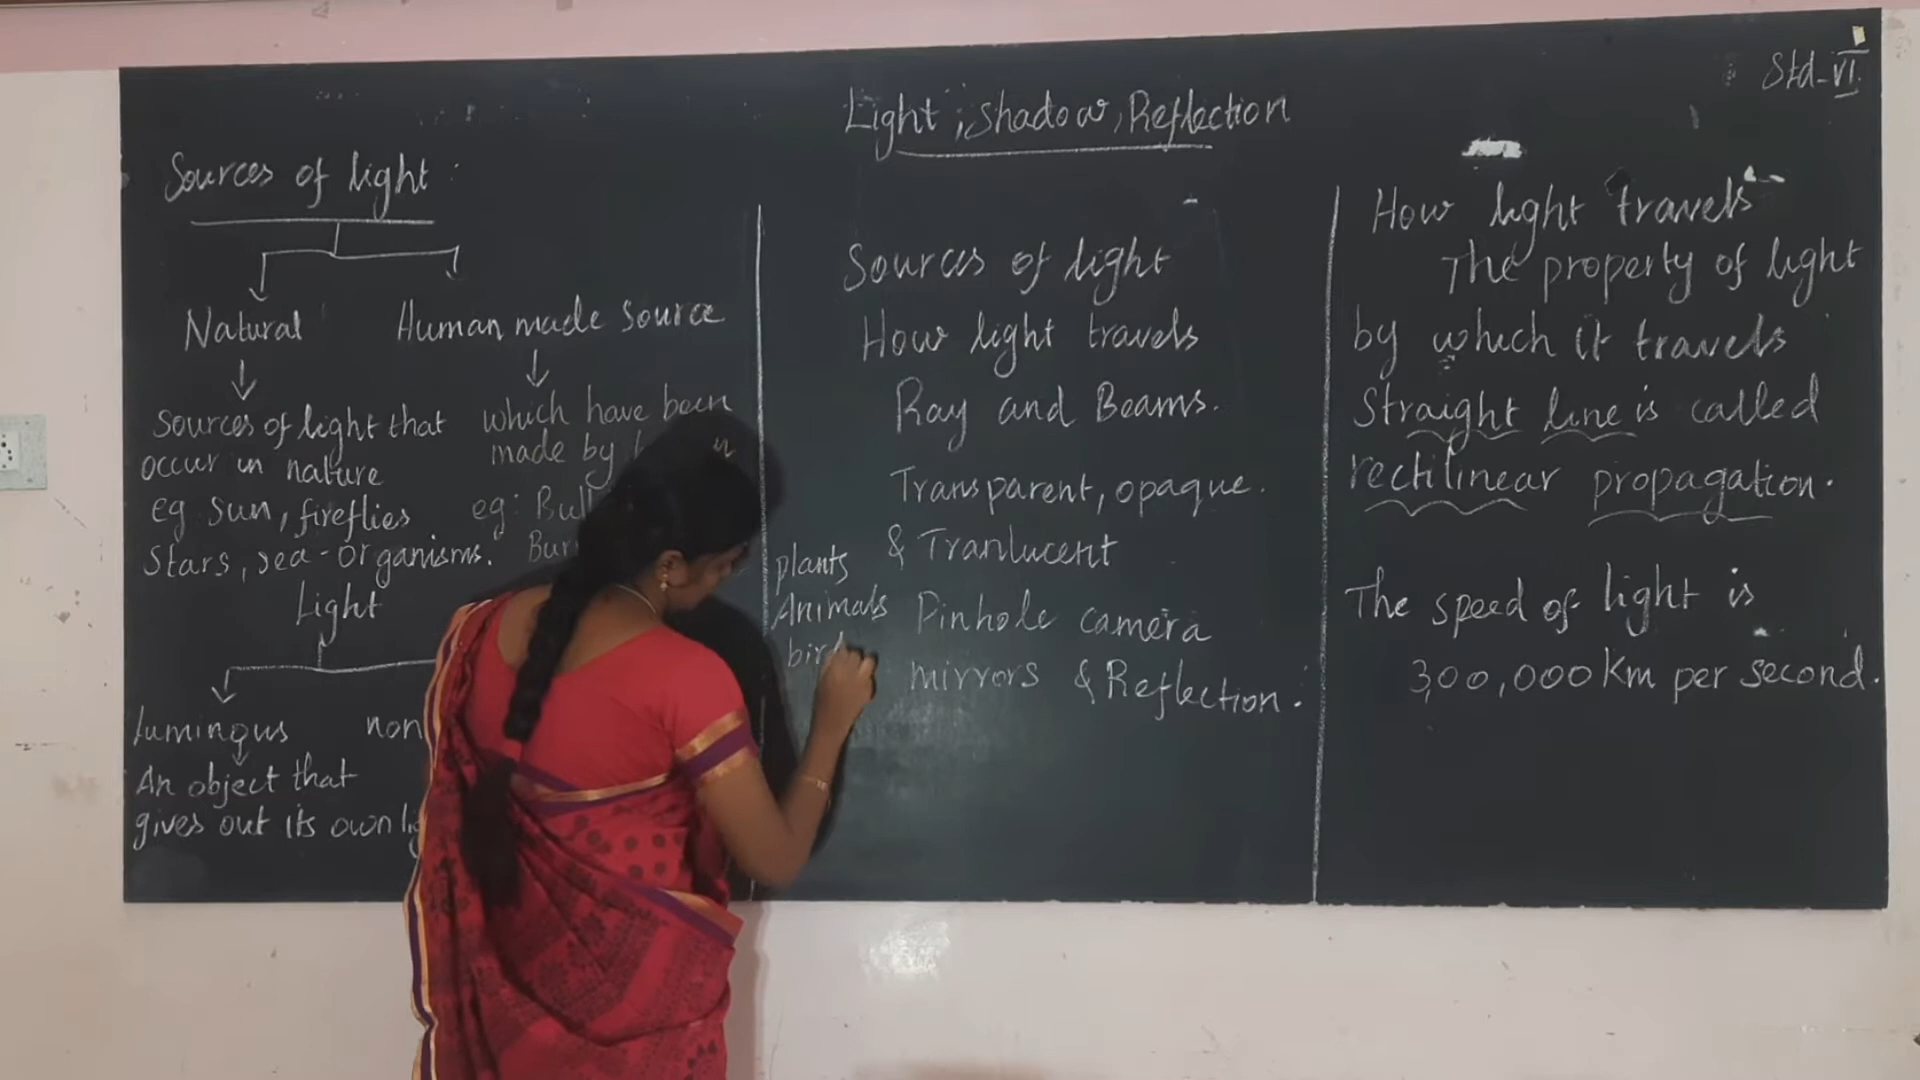 Std-VI
Light, Shadow, Reflection
Sources of light :
Natural
Human made source
Sources of light that
occur in nature
eg Sun, fireflies
Stars, sea-organisms.
which have been
made by
eg:
Light
luminous
non
An object that
gives out its own
Sources of light
How light travels
Ray and Beams.
Transparent, opaque.
& Tranlucent
Pinhole camera
mirrors & Reflection.
plants
Animals
How light travels
The property of light
by which it travels
Straight line is called
rectilinear propagation.
The speed of light is
3,00,000 Km per second.